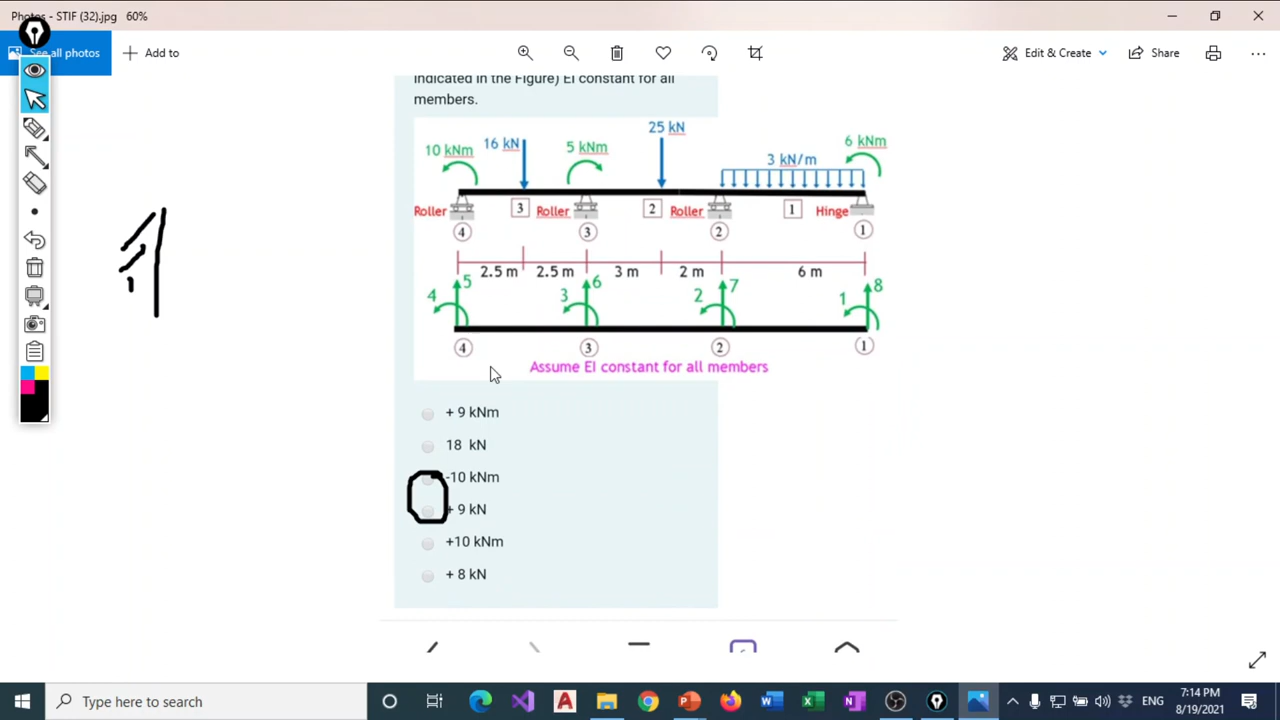 Photos - STIF (32).jpg 60%
See all photos
Add to
Edit & Create
Share
indicated in the Figure) EI constant for all
members.
10 kNm 16 kN 5 kNm 25 kN 3 kN/m 6 kNm
Roller 3 Roller 2 Roller 1 Hinge
4 3 2 1
2.5 m 2.5 m 3 m 2 m 6 m
4 5 3 6 2 7 1 8
4 3 2 1
Assume EI constant for all members
+ 9 kNm
18 kN
-10 kNm
+ 9 kN
+10 kNm
+ 8 kN
Type here to search
ENG
7:14 PM
8/19/2021